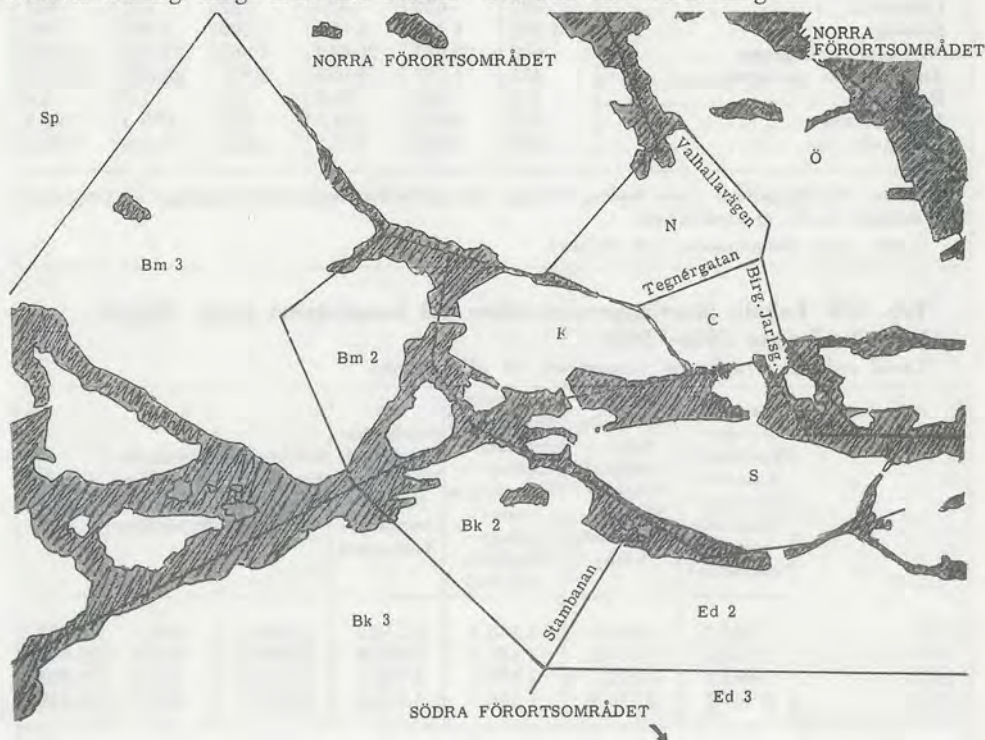 NORRA FÖRORTSOMRÅDET
NORRA
FÖRORTSOMRÅDET
Sp
Ö
Valhallavägen
N
Bm 3
Tegnérgatan
Birg. Jarlsg.
C
Bm 2
K
S
Bk 2
Stambanan
Bk 3
Ed 2
Ed 3
SÖDRA FÖRORTSOMRÅDET